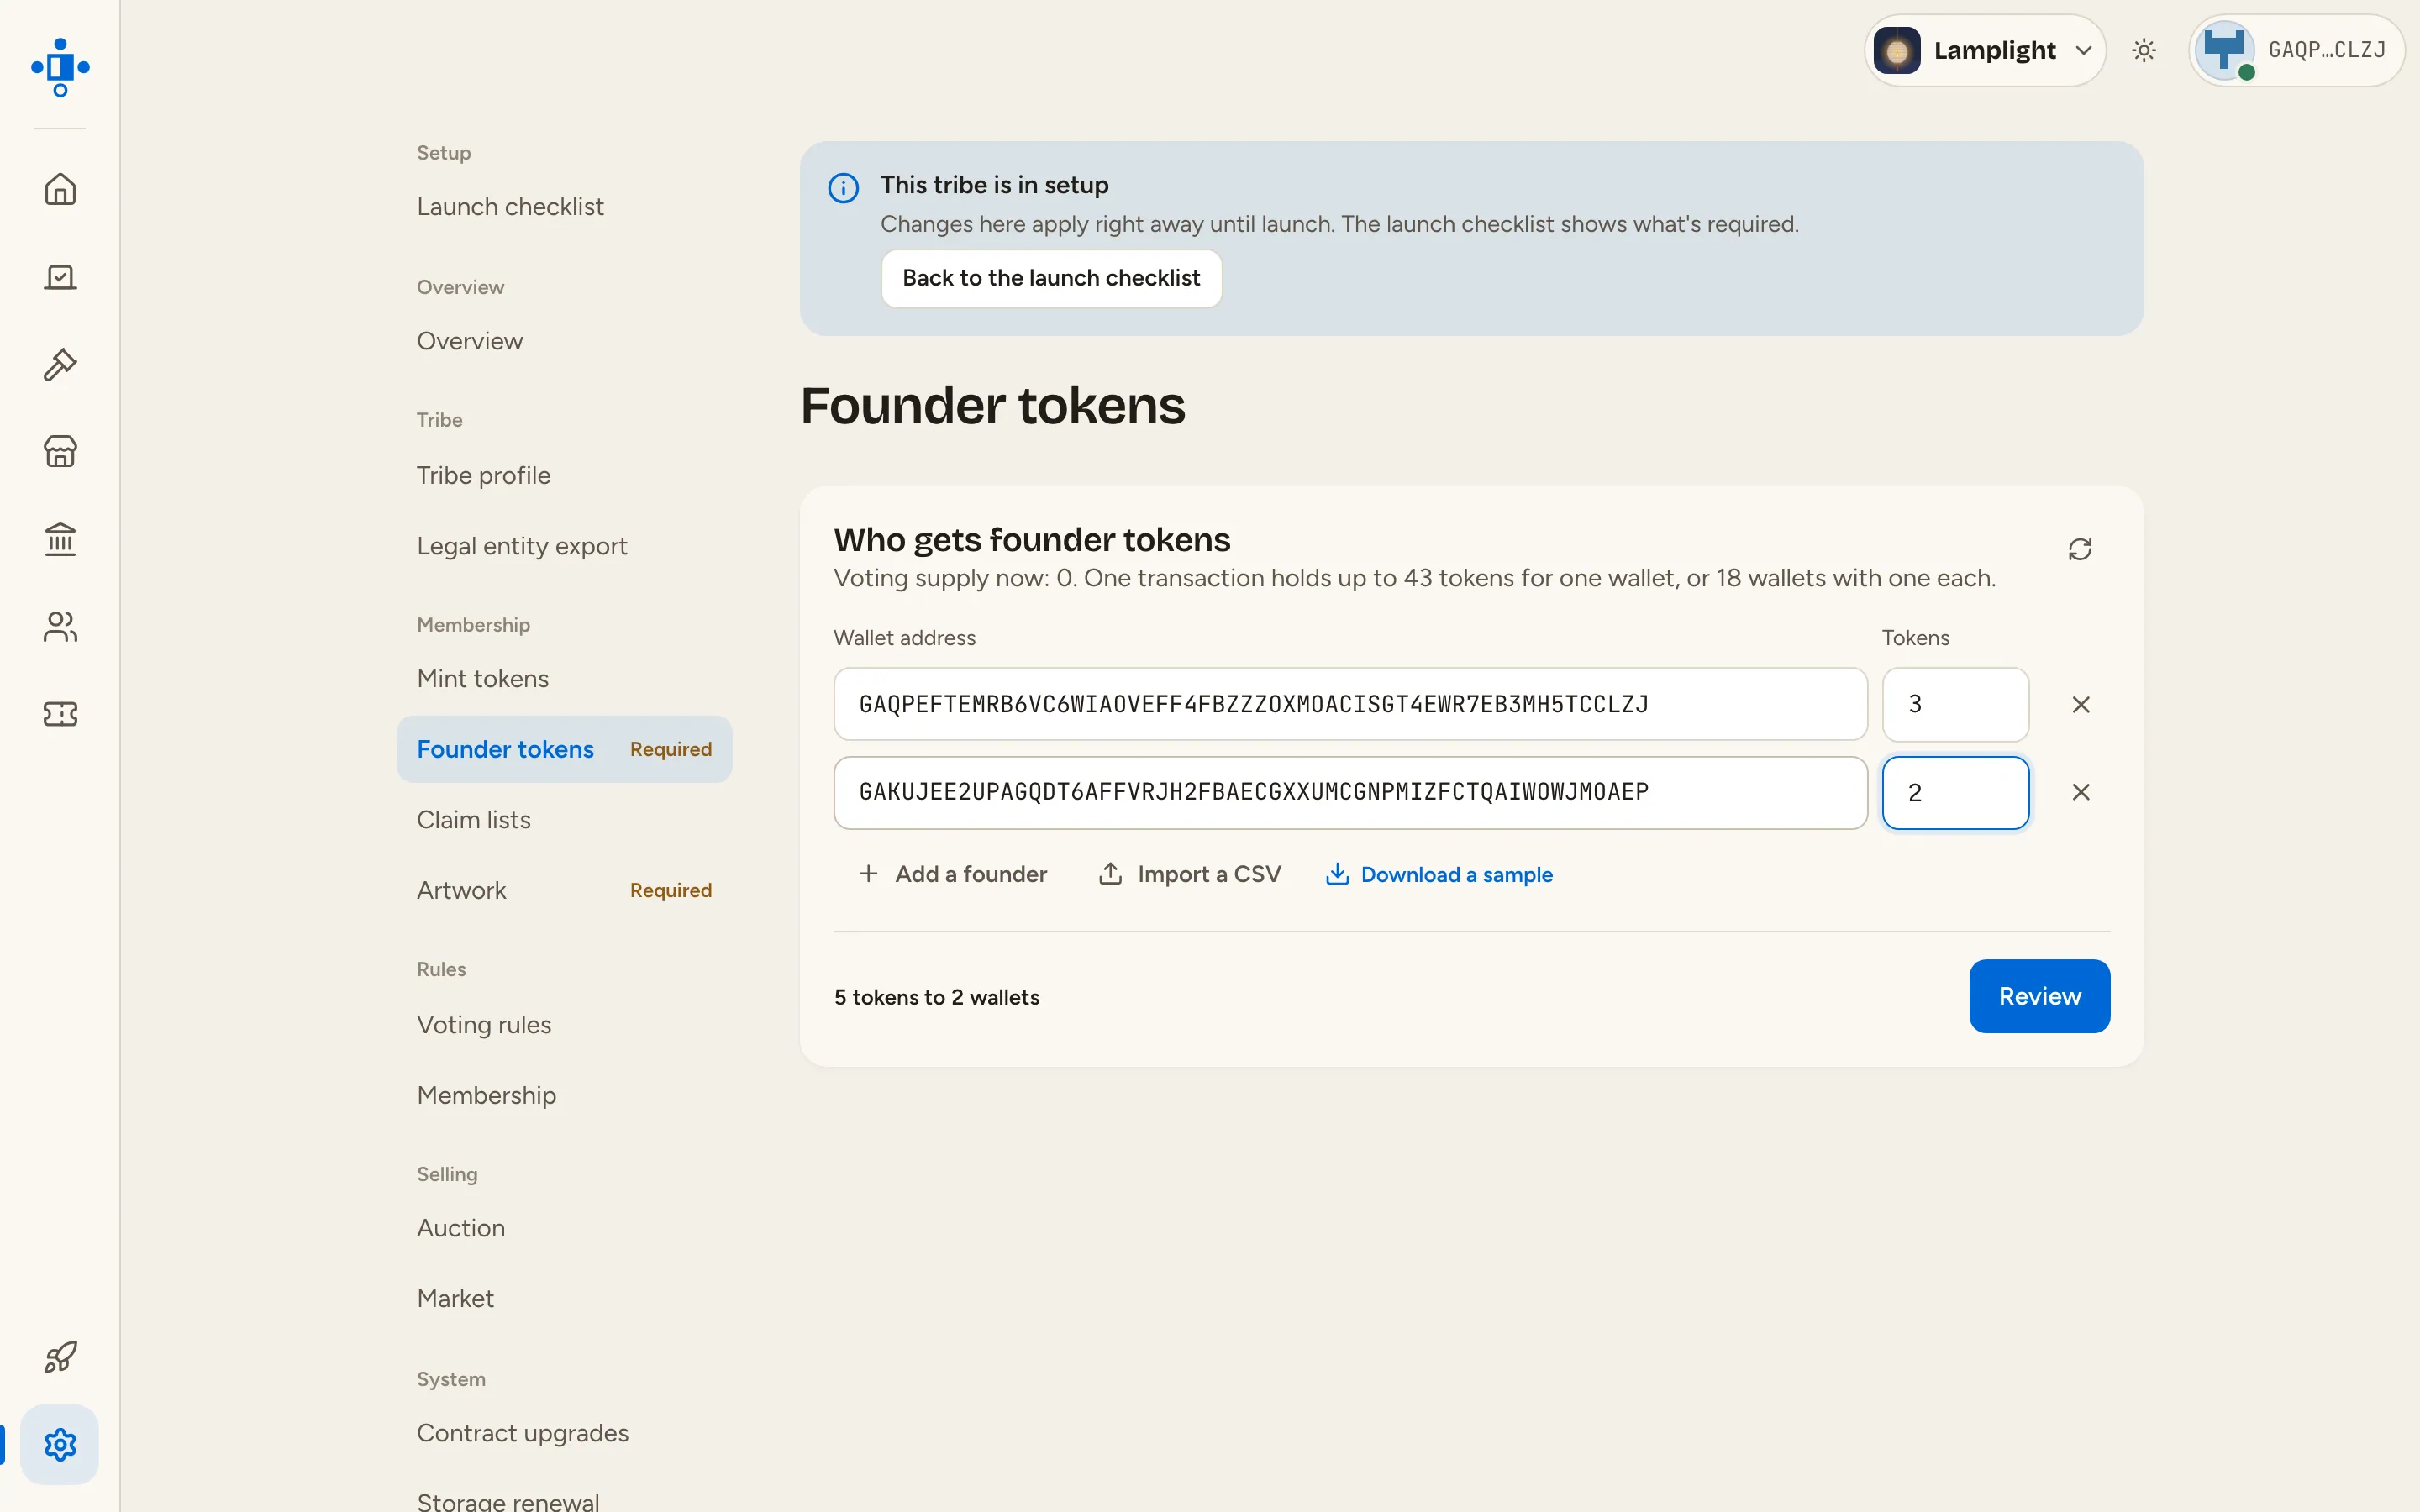 Lamplight
GAQP…CLZJ
Setup
Launch checklist
Overview
Overview
Tribe
Tribe profile
Legal entity export
Membership
Mint tokens
Founder tokens Required
Claim lists
Artwork Required
Rules
Voting rules
Membership
Selling
Auction
Market
System
Contract upgrades
Storage renewal
This tribe is in setup
Changes here apply right away until launch. The launch checklist shows what's required.
Back to the launch checklist
Founder tokens
Who gets founder tokens
Voting supply now: 0. One transaction holds up to 43 tokens for one wallet, or 18 wallets with one each.
Wallet address Tokens
GAQPEFTEMRB6VC6WIAOVEFF4FBZZZOXMOACISGT4EWR7EB3MH5TCCLZJ 3
GAKUJEE2UPAGQDT6AFFVRJH2FBAECGXXUMCGNPMIZFCTQAIWOWJMOAEP 2
Add a founder Import a CSV Download a sample
5 tokens to 2 wallets Review